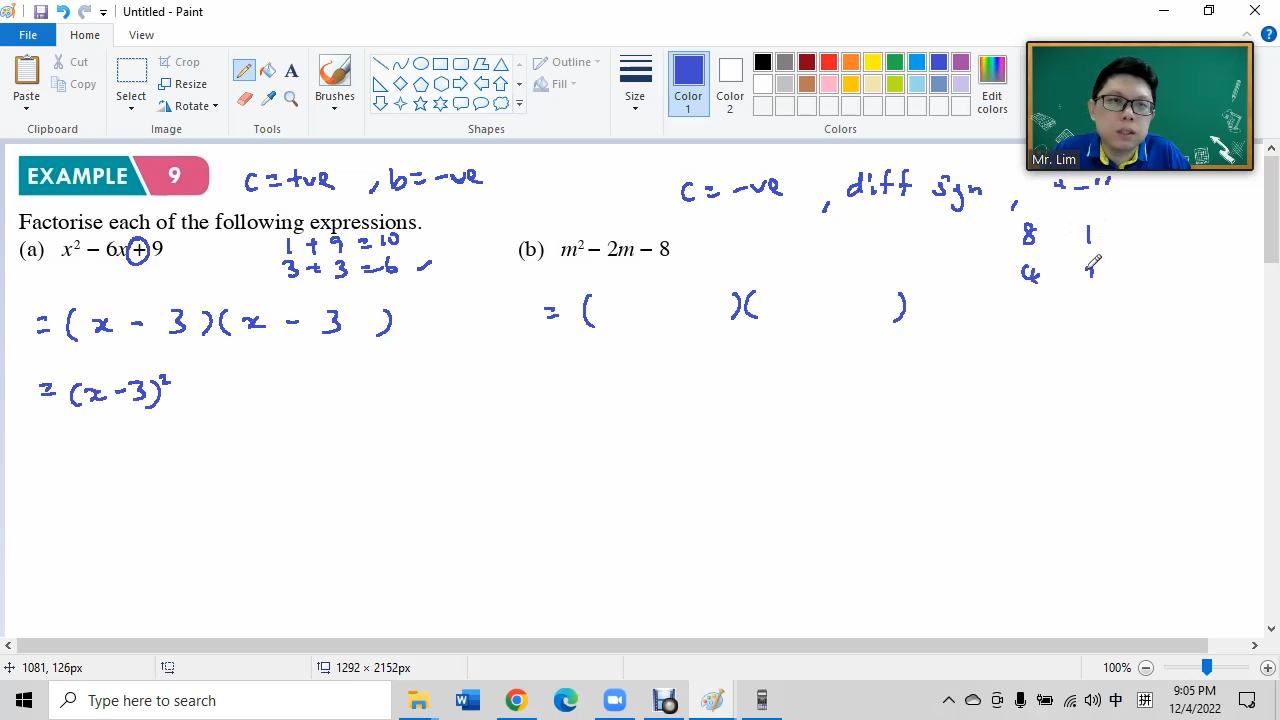 Untitled - Paint
File Home View
Paste Cut Copy Clipboard
Select Crop Resize Rotate Image
Tools
Brushes
Outline Fill Shapes
Size
Color 1 Color 2 Edit colors Colors
Mr. Lim
EXAMPLE 9
c = +ve , b = -ve
c = -ve , diff sign , "-"
Factorise each of the following expressions.
1 + 9 = 10
8 1
(a) x² − 6x + 9
3 + 3 = 6 ✓
(b) m² − 2m − 8
4
= ( x - 3 )( x - 3 )
= ( )( )
= (x - 3)²
1081, 126px 1292 × 2152px 100%
Type here to search
中 拼 9:05 PM 12/4/2022